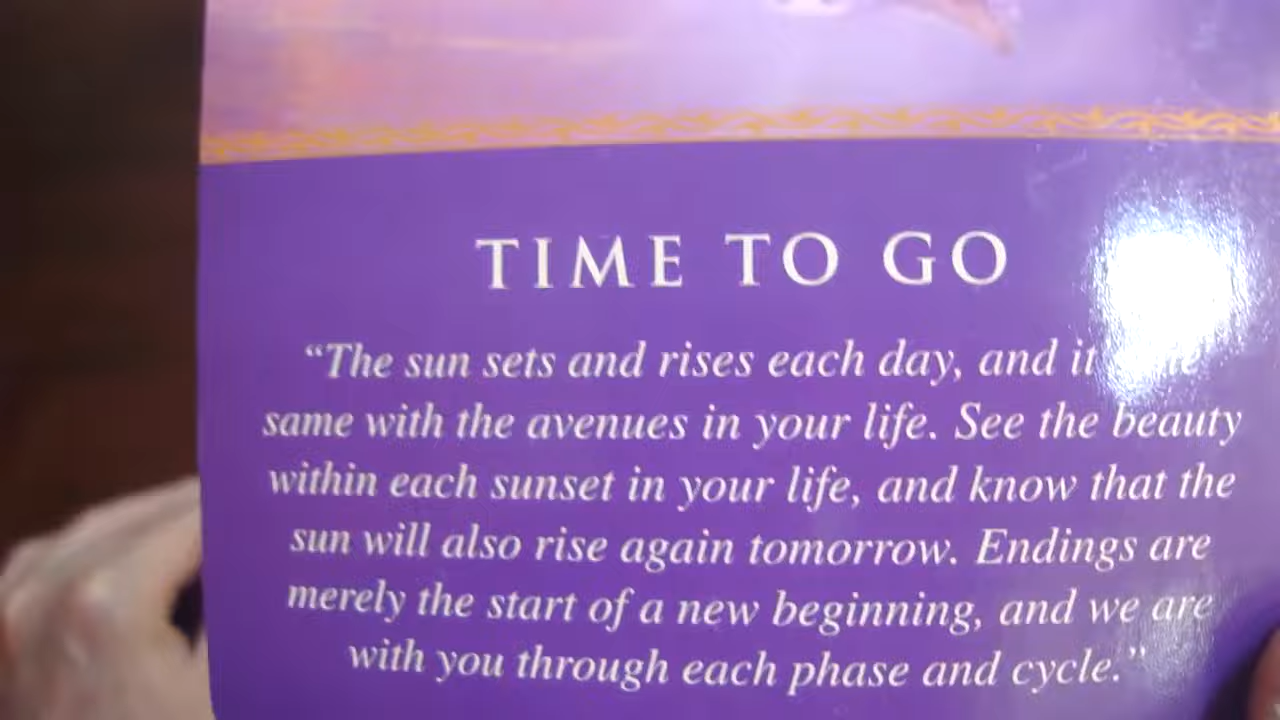 TIME TO GO
“The sun sets and rises each day, and it
same with the avenues in your life. See the beauty
within each sunset in your life, and know that the
sun will also rise again tomorrow. Endings are
merely the start of a new beginning, and we are
with you through each phase and cycle.”